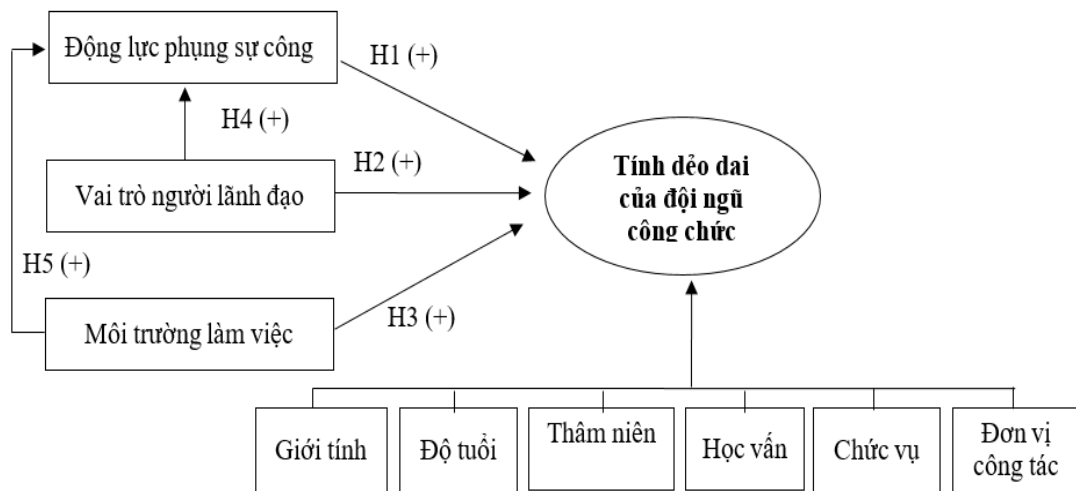 Động lực phụng sự công
H1 (+)
H4 (+)
Vai trò người lãnh đạo
H2 (+)
Tính dẻo dai
của đội ngũ
công chức
H5 (+)
Môi trường làm việc
H3 (+)
Giới tính
Độ tuổi
Thâm niên
Học vấn
Chức vụ
Đơn vị
công tác